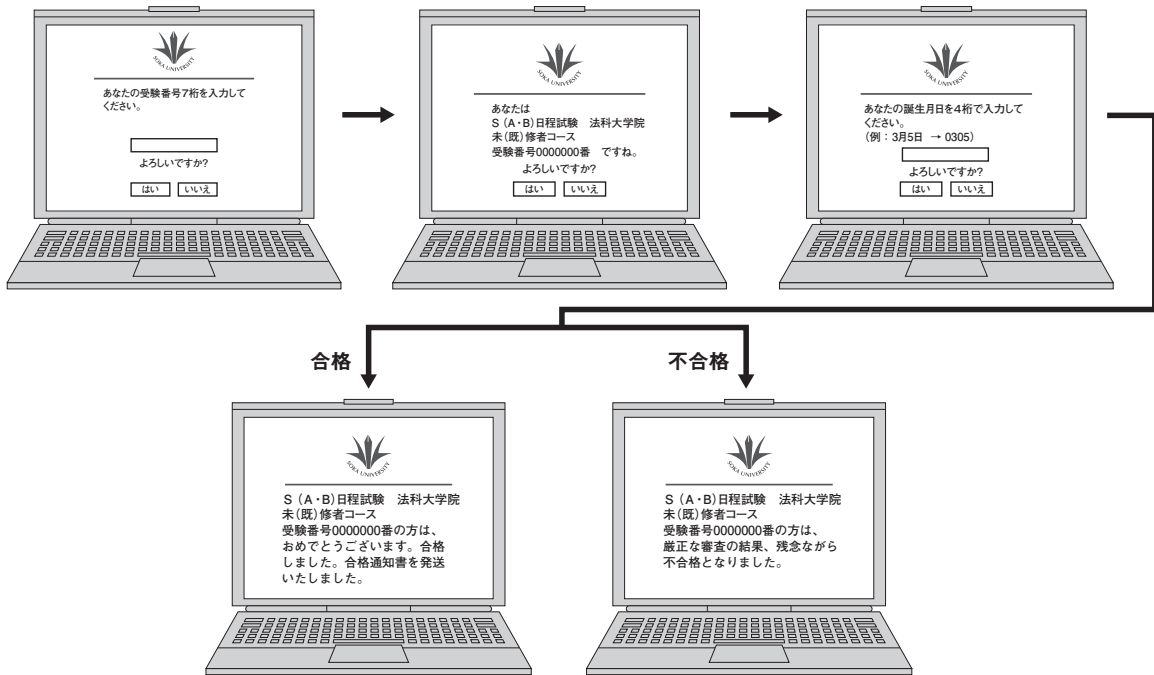 SOKA UNIVERSITY
あなたの受験番号7桁を入力して
ください。
よろしいですか?
はい いいえ
SOKA UNIVERSITY
あなたは
S（A・B）日程試験　法科大学院
未（既）修者コース
受験番号0000000番　ですね。
よろしいですか?
はい いいえ
SOKA UNIVERSITY
あなたの誕生月日を4桁で入力して
ください。
（例：3月5日 → 0305）
よろしいですか?
はい いいえ
合格
不合格
SOKA UNIVERSITY
S（A・B）日程試験　法科大学院
未（既）修者コース
受験番号0000000番の方は、
おめでとうございます。合格
しました。合格通知書を発送
いたしました。
SOKA UNIVERSITY
S（A・B）日程試験　法科大学院
未（既）修者コース
受験番号0000000番の方は、
厳正な審査の結果、残念ながら
不合格となりました。